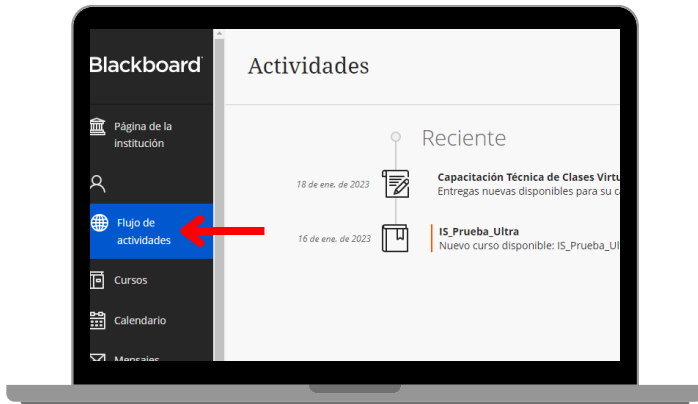 Blackboard
Actividades
Página de la
institución
Reciente
18 de ene. de 2023
Capacitación Técnica de Clases Virtu
Entregas nuevas disponibles para su c
Flujo de
actividades
16 de ene. de 2023
IS_Prueba_Ultra
Nuevo curso disponible: IS_Prueba_Ul
Cursos
Calendario
Mensajes